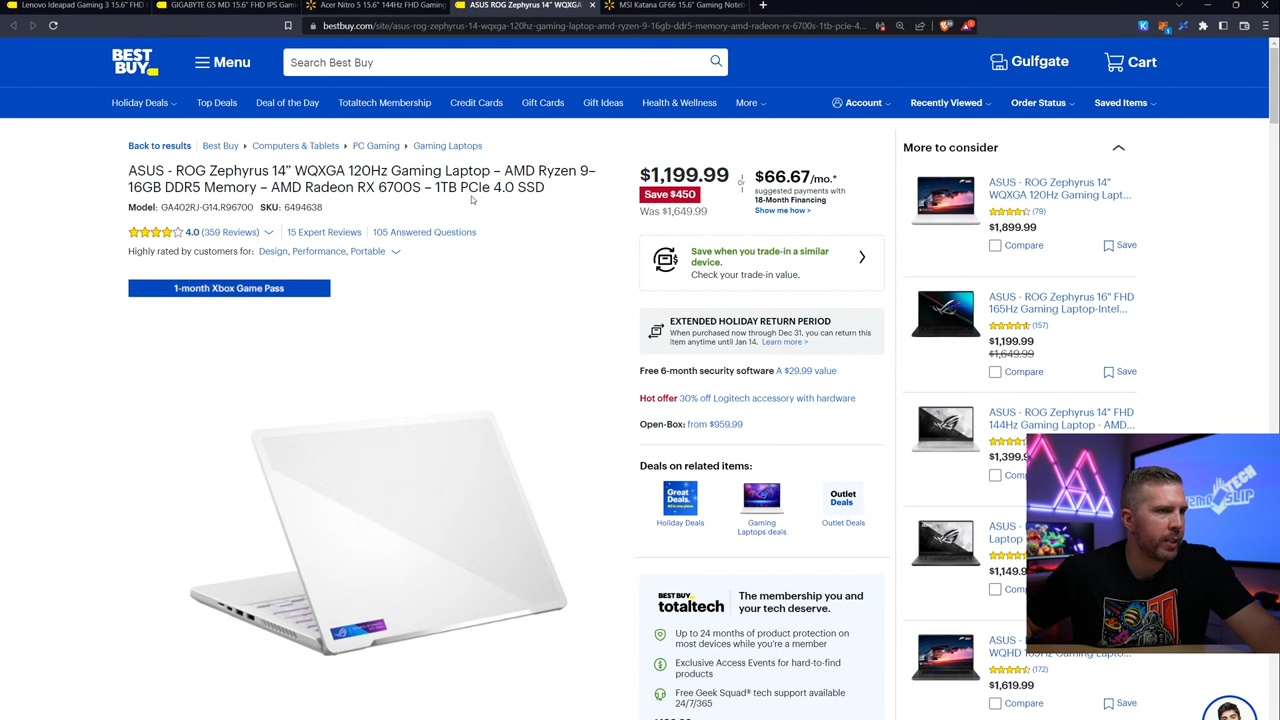 Lenovo Ideapad Gaming 3 15.6" FHD
GIGABYTE G5 MD 15.6" FHD IPS Gami
Acer Nitro 5 15.6" 144Hz FHD Gaming
ASUS ROG Zephyrus 14" WQXGA
MSI Katana GF66 15.6" Gaming Noteb
bestbuy.com/site/asus-rog-zephyrus-14-wqxga-120hz-gaming-laptop-amd-ryzen-9-16gb-ddr5-memory-amd-radeon-rx-6700s-1tb-pcie-4...
BEST BUY
Menu
Search Best Buy
Gulfgate
Cart
Holiday Deals
Top Deals
Deal of the Day
Totaltech Membership
Credit Cards
Gift Cards
Gift Ideas
Health & Wellness
More
Account
Recently Viewed
Order Status
Saved Items
Back to results
Best Buy
Computers & Tablets
PC Gaming
Gaming Laptops
ASUS - ROG Zephyrus 14" WQXGA 120Hz Gaming Laptop – AMD Ryzen 9–
16GB DDR5 Memory – AMD Radeon RX 6700S – 1TB PCIe 4.0 SSD
Model: GA402RJ-G14.R96700 SKU: 6494638
4.0 (359 Reviews)
15 Expert Reviews
105 Answered Questions
Highly rated by customers for: Design, Performance, Portable
1-month Xbox Game Pass
$1,199.99
Save $450
Was $1,649.99
or
$66.67/mo.*
suggested payments with
18-Month Financing
Show me how >
Save when you trade-in a similar
device.
Check your trade-in value.
EXTENDED HOLIDAY RETURN PERIOD
When purchased now through Dec 31, you can return this
item anytime until Jan 14. Learn more >
Free 6-month security software A $29.99 value
Hot offer 30% off Logitech accessory with hardware
Open-Box: from $959.99
Deals on related items:
Great Deals.
Holiday Deals
Gaming
Laptops deals
Outlet
Deals
Outlet Deals
BEST BUY
totaltech
The membership you and
your tech deserve.
Up to 24 months of product protection on
most devices while you're a member
Exclusive Access Events for hard-to-find
products
Free Geek Squad® tech support available
24/7/365
More to consider
ASUS - ROG Zephyrus 14"
WQXGA 120Hz Gaming Lapt...
(79)
$1,899.99
Compare
Save
ASUS - ROG Zephyrus 16" FHD
165Hz Gaming Laptop-Intel...
(157)
$1,199.99
$1,649.99
Compare
Save
ASUS - ROG Zephyrus 14" FHD
144Hz Gaming Laptop - AMD...
$1,399.
Comp
ASUS -
Laptop
$1,149.9
Comp
ASUS -
WQHD 165Hz Gaming Lapto...
(172)
$1,619.99
Compare
Save
TECH
SLIP